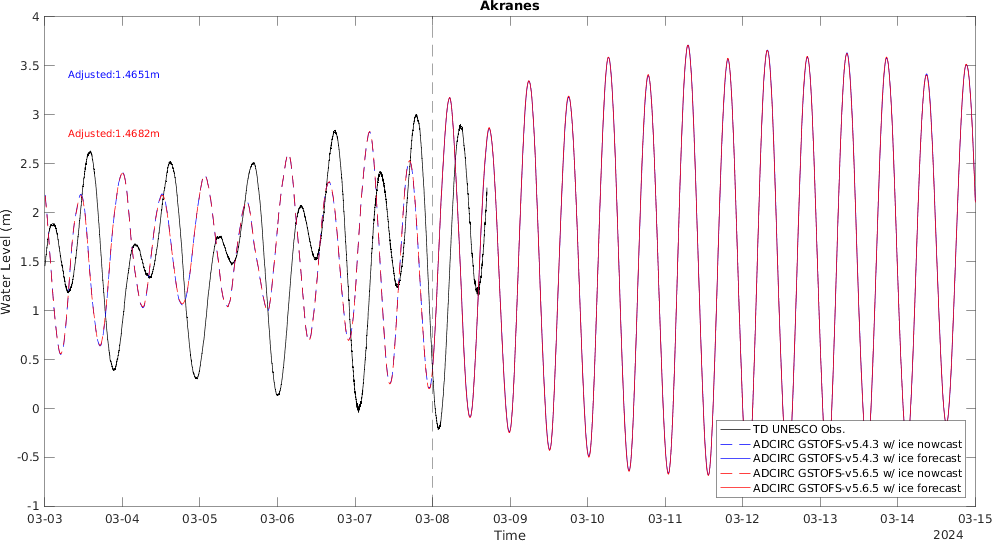 Akranes
4
3.5
3
2.5
2
1.5
1
0.5
0
-0.5
-1
Water Level (m)
Adjusted:1.4651m
Adjusted:1.4682m
TD UNESCO Obs.
ADCIRC GSTOFS-v5.4.3 w/ ice nowcast
ADCIRC GSTOFS-v5.4.3 w/ ice forecast
ADCIRC GSTOFS-v5.6.5 w/ ice nowcast
ADCIRC GSTOFS-v5.6.5 w/ ice forecast
03-03 03-04 03-05 03-06 03-07 03-08 03-09 03-10 03-11 03-12 03-13 03-14 03-15
Time
2024